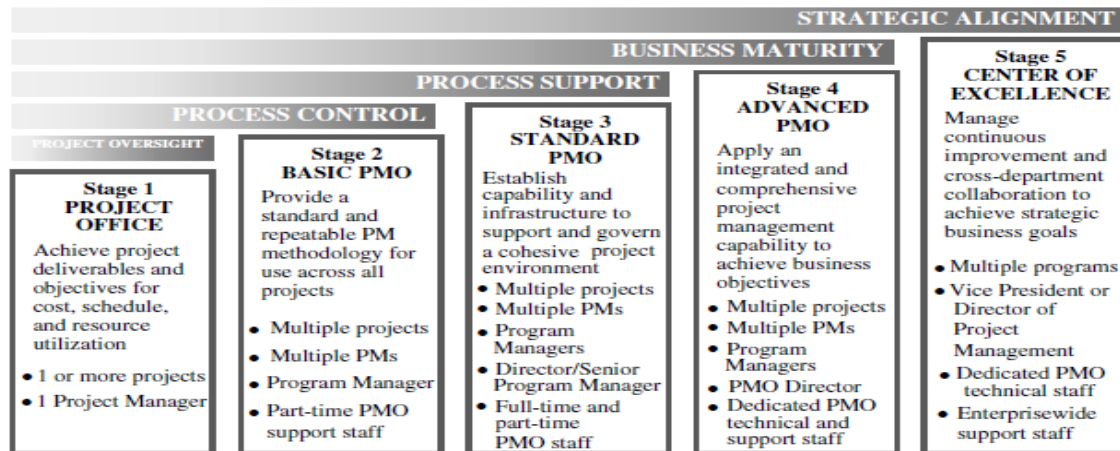 STRATEGIC ALIGNMENT
BUSINESS MATURITY
PROCESS SUPPORT
PROCESS CONTROL
PROJECT OVERSIGHT
Stage 1
PROJECT
OFFICE
Achieve project
deliverables and
objectives for
cost, schedule,
and resource
utilization
• 1 or more projects
• 1 Project Manager
Stage 2
BASIC PMO
Provide a
standard and
repeatable PM
methodology for
use across all
projects
• Multiple projects
• Multiple PMs
• Program Manager
• Part-time PMO
support staff
Stage 3
STANDARD
PMO
Establish
capability and
infrastructure to
support and govern
a cohesive project
environment
• Multiple projects
• Multiple PMs
• Program
Managers
• Director/Senior
Program Manager
• Full-time and
part-time
PMO staff
Stage 4
ADVANCED
PMO
Apply an
integrated and
comprehensive
project
management
capability to
achieve business
objectives
• Multiple projects
• Multiple PMs
• Program
Managers
• PMO Director
• Dedicated PMO
technical and
support staff
Stage 5
CENTER OF
EXCELLENCE
Manage
continuous
improvement and
cross-department
collaboration to
achieve strategic
business goals
• Multiple programs
• Vice President or
Director of
Project
Management
• Dedicated PMO
technical staff
• Enterprisewide
support staff